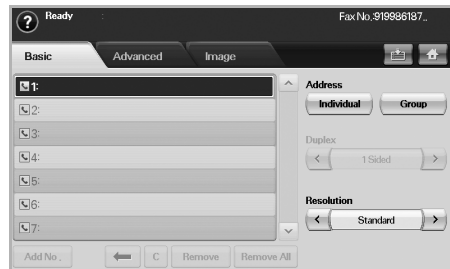 Ready : Fax No.:919986187..
Basic Advanced Image
1:
2:
3:
4:
5:
6:
7:
Address
Individual Group
Duplex
1 Sided
Resolution
Standard
Add No. C Remove Remove All